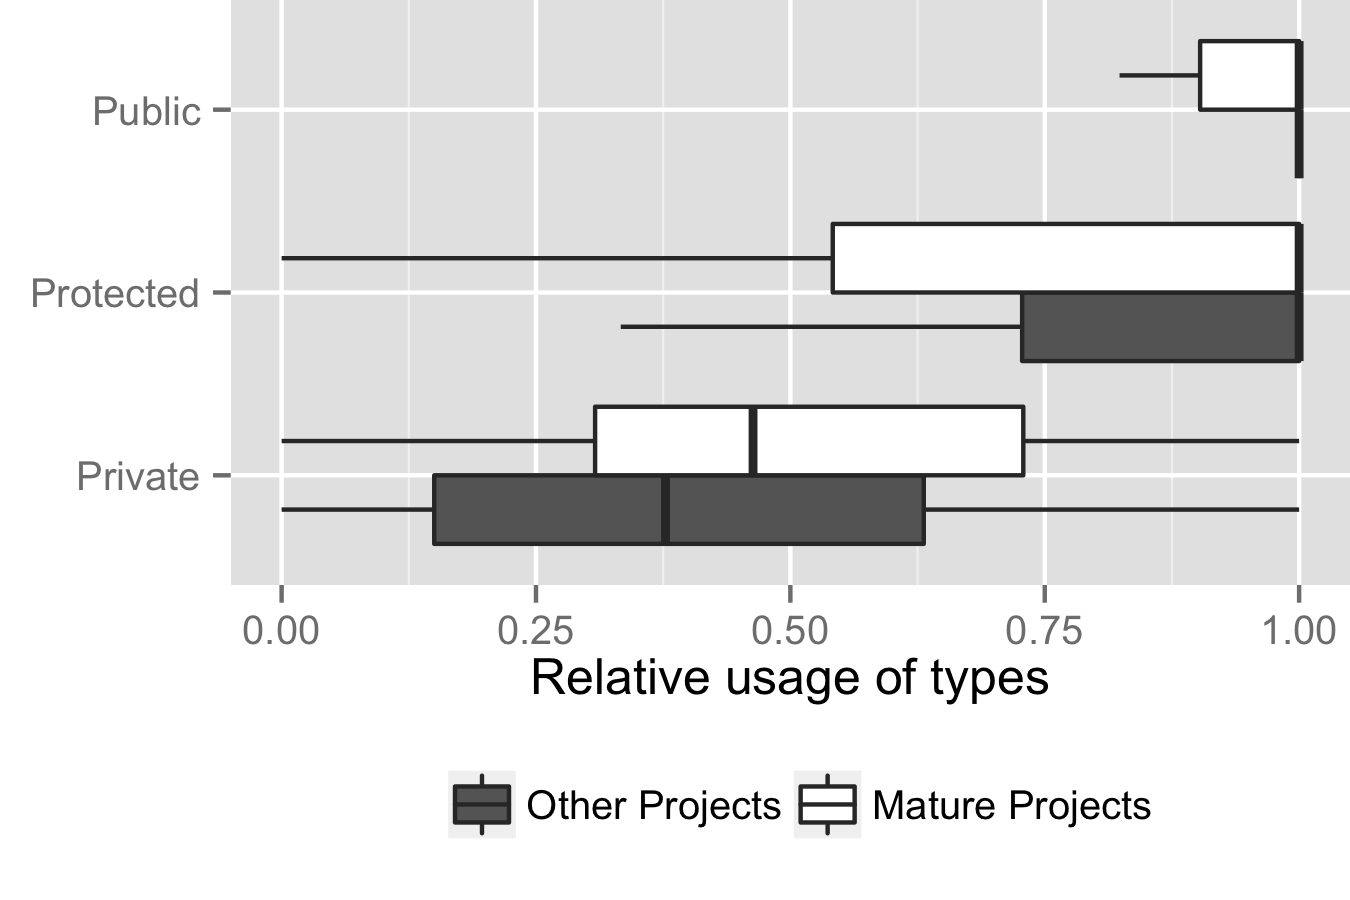 Public
Protected
Private
0.00 0.25 0.50 0.75 1.00
Relative usage of types
Other Projects Mature Projects